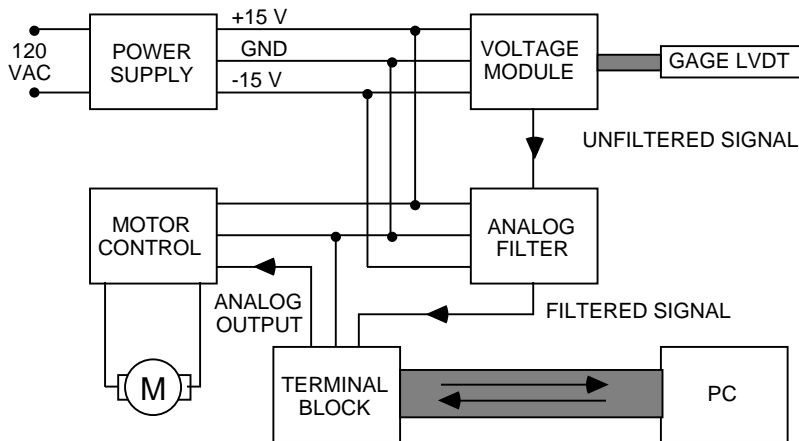 +15 V
120
VAC
POWER
SUPPLY
GND
-15 V
VOLTAGE
MODULE
GAGE LVDT
UNFILTERED SIGNAL
MOTOR
CONTROL
ANALOG
FILTER
ANALOG
OUTPUT
FILTERED SIGNAL
M
TERMINAL
BLOCK
PC